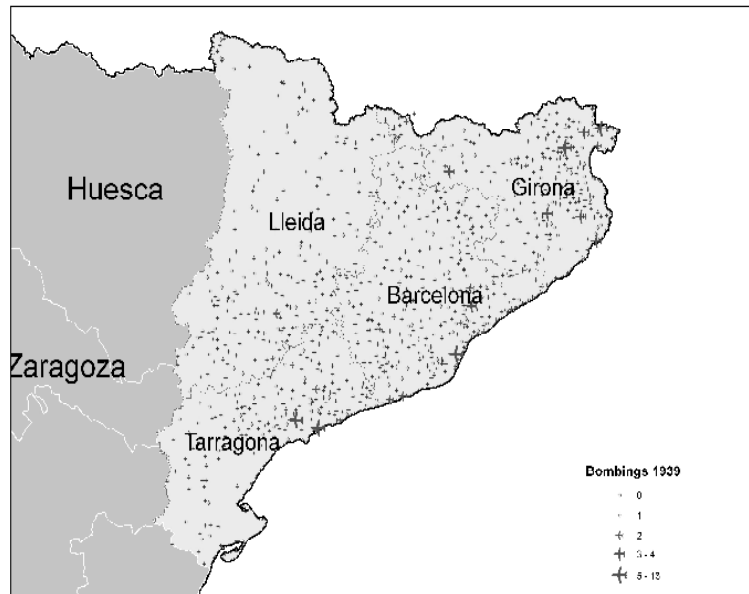 Huesca
Girona
Lleida
Barcelona
Zaragoza
Tarragona
Bombings 1939
0
1
2
3 - 4
5 - 13